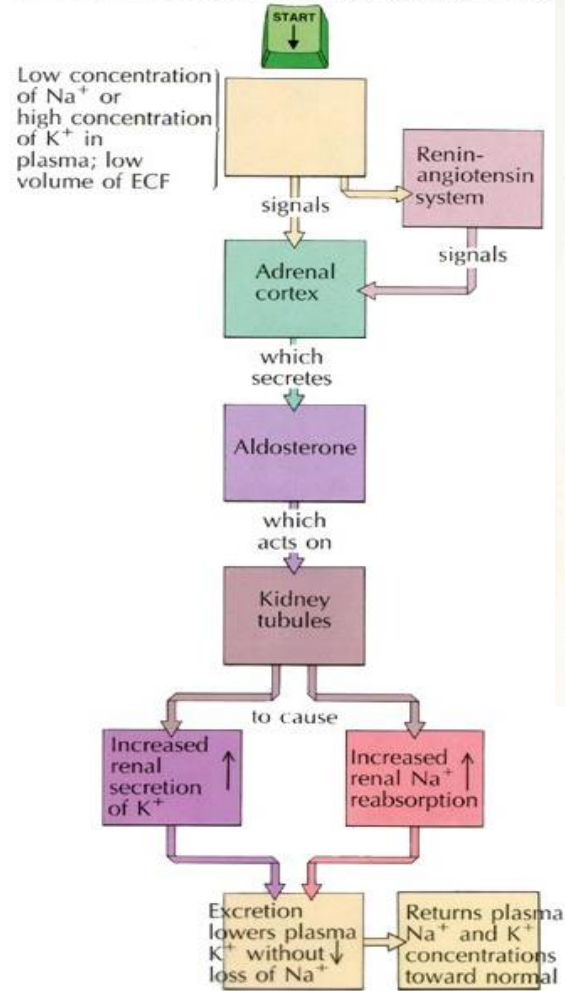 START
Low concentration
of Na⁺ or
high concentration
of K⁺ in
plasma; low
volume of ECF
Renin-
angiotensin
system
signals
signals
Adrenal
cortex
which
secretes
Aldosterone
which
acts on
Kidney
tubules
to cause
Increased
renal
secretion
of K⁺
Increased
renal Na⁺
reabsorption
Excretion
lowers plasma
K⁺ without
loss of Na⁺
Returns plasma
Na⁺ and K⁺
concentrations
toward normal